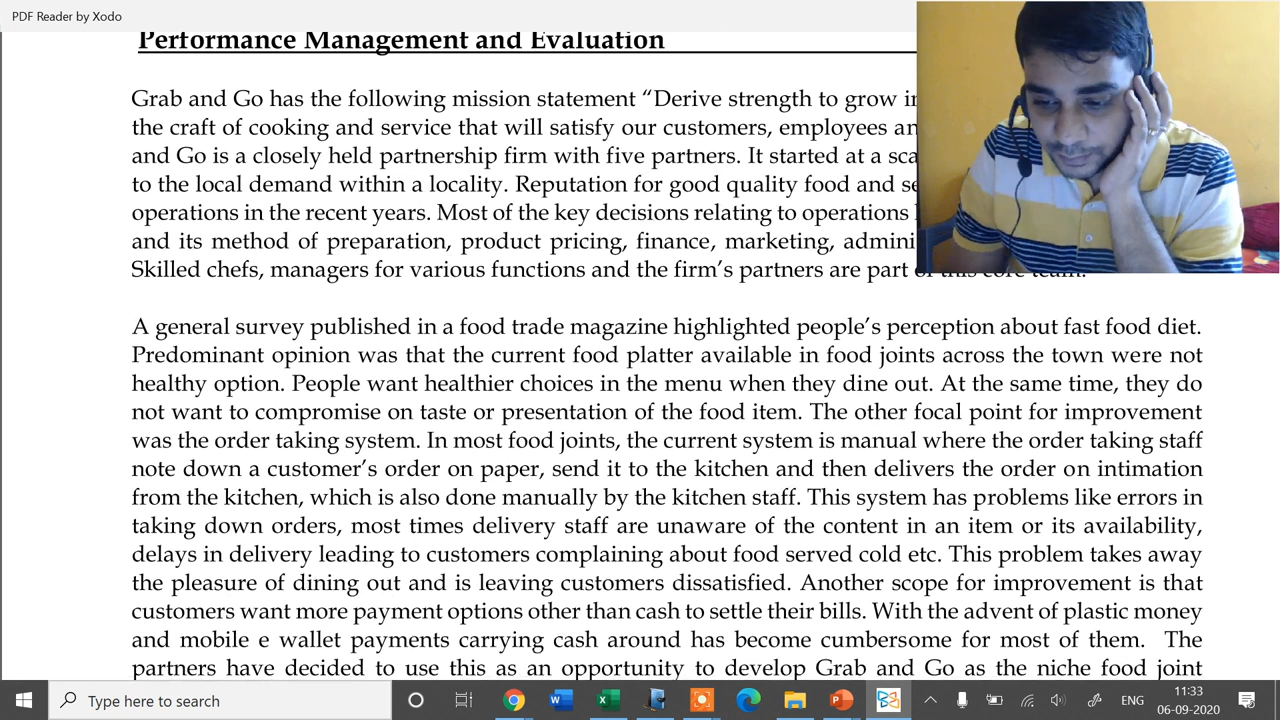 PDF Reader by Xodo
Performance Management and Evaluation
Grab and Go has the following mission statement “Derive strength to grow in
the craft of cooking and service that will satisfy our customers, employees an
and Go is a closely held partnership firm with five partners. It started at a sca
to the local demand within a locality. Reputation for good quality food and se
operations in the recent years. Most of the key decisions relating to operations
and its method of preparation, product pricing, finance, marketing, admini
Skilled chefs, managers for various functions and the firm’s partners are part of this core team.
A general survey published in a food trade magazine highlighted people’s perception about fast food diet.
Predominant opinion was that the current food platter available in food joints across the town were not
healthy option. People want healthier choices in the menu when they dine out. At the same time, they do
not want to compromise on taste or presentation of the food item. The other focal point for improvement
was the order taking system. In most food joints, the current system is manual where the order taking staff
note down a customer’s order on paper, send it to the kitchen and then delivers the order on intimation
from the kitchen, which is also done manually by the kitchen staff. This system has problems like errors in
taking down orders, most times delivery staff are unaware of the content in an item or its availability,
delays in delivery leading to customers complaining about food served cold etc. This problem takes away
the pleasure of dining out and is leaving customers dissatisfied. Another scope for improvement is that
customers want more payment options other than cash to settle their bills. With the advent of plastic money
and mobile e wallet payments carrying cash around has become cumbersome for most of them. The
partners have decided to use this as an opportunity to develop Grab and Go as the niche food joint
Type here to search
ENG
11:33
06-09-2020